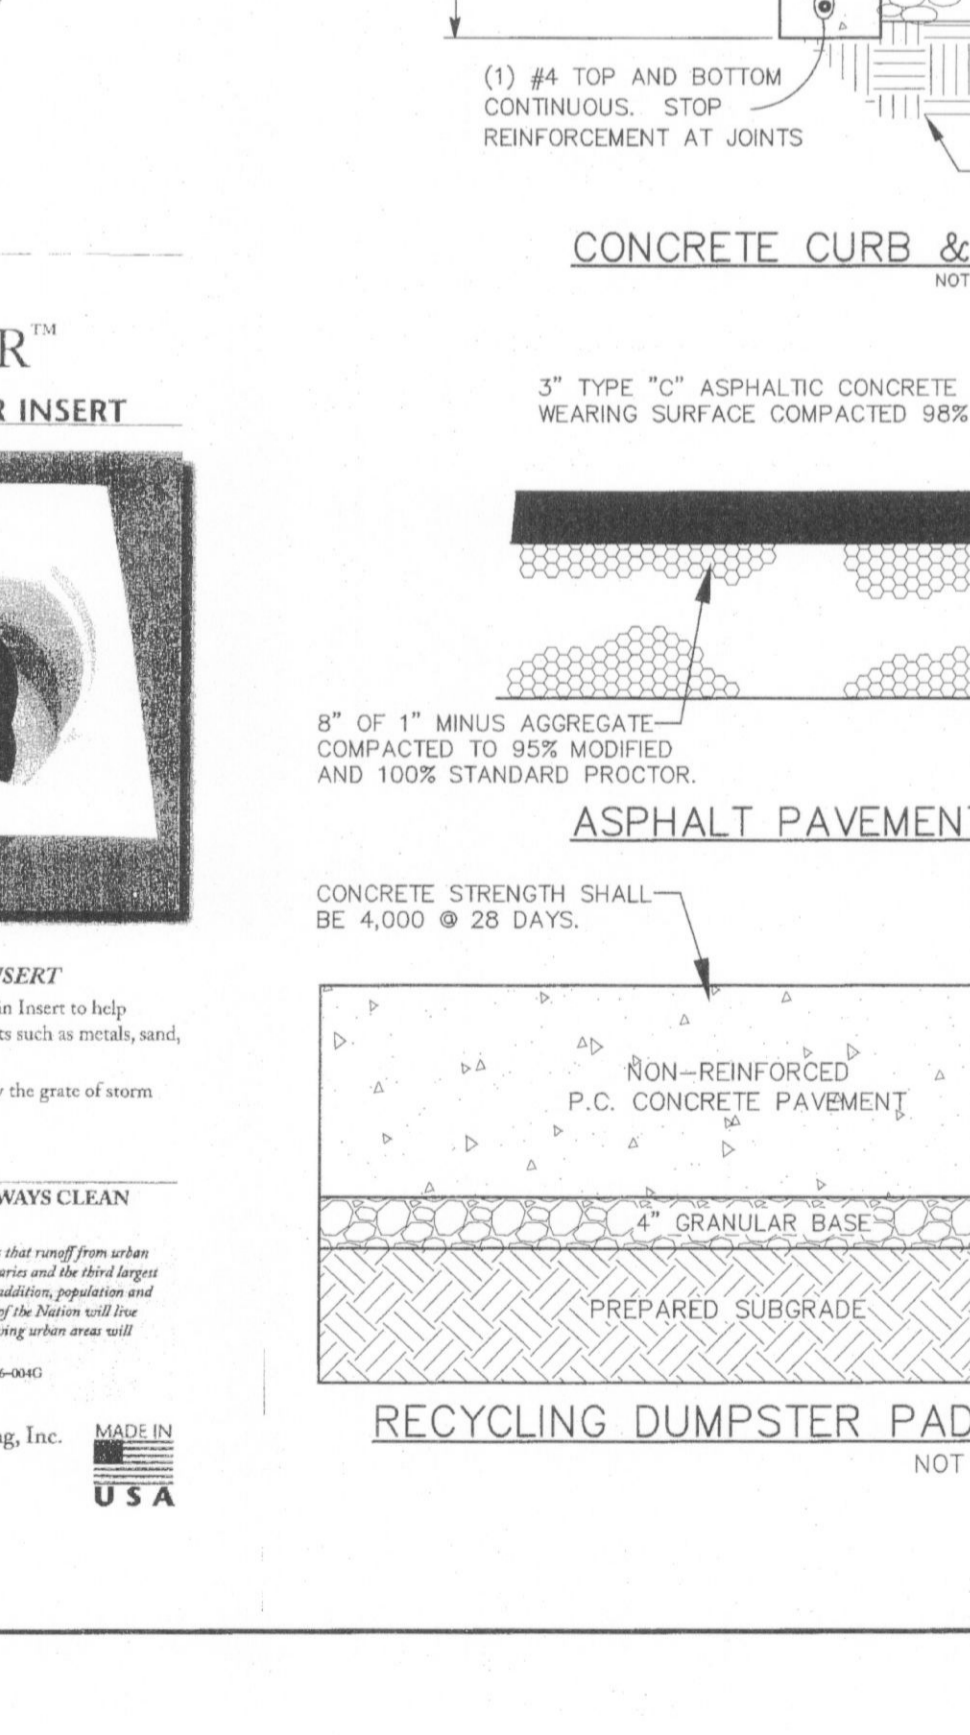 (1) #4 TOP AND BOTTOM
CONTINUOUS. STOP
REINFORCEMENT AT JOINTS
CONCRETE CURB &
NOT
R™
R INSERT
3" TYPE "C" ASPHALTIC CONCRETE
WEARING SURFACE COMPACTED 98%
8" OF 1" MINUS AGGREGATE
COMPACTED TO 95% MODIFIED
AND 100% STANDARD PROCTOR.
ASPHALT PAVEMENT
CONCRETE STRENGTH SHALL
BE 4,000 @ 28 DAYS.
NON-REINFORCED
P.C. CONCRETE PAVEMENT
4" GRANULAR BASE
PREPARED SUBGRADE
RECYCLING DUMPSTER PAD
NOT
NSERT
in Insert to help
ts such as metals, sand,
y the grate of storm
WAYS CLEAN
s that runoff from urban
aries and the third largest
addition, population and
of the Nation will live
ping urban areas will
6-004G
ng, Inc.
MADE IN
USA